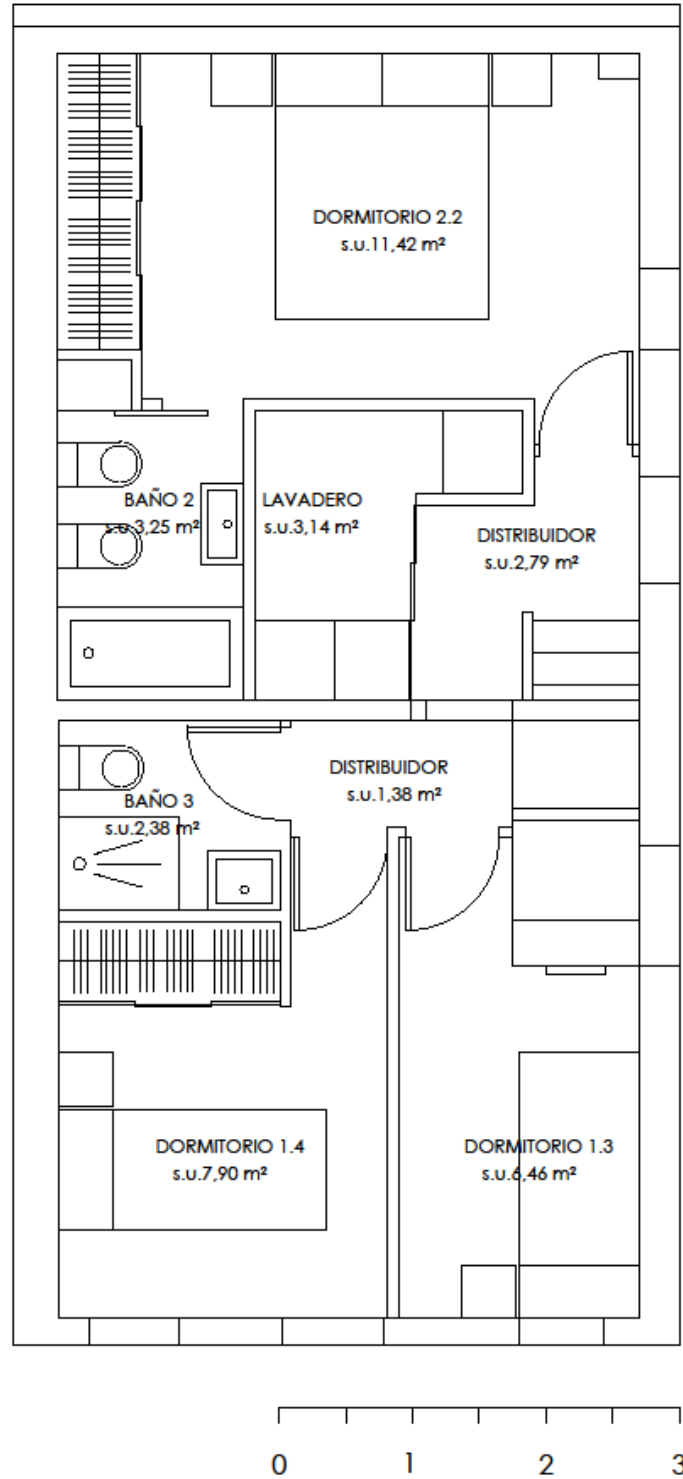 DORMITORIO 2.2
s.u.11,42 m²
BAÑO 2
s.u.3,25 m²
LAVADERO
s.u.3,14 m²
DISTRIBUIDOR
s.u.2,79 m²
DISTRIBUIDOR
s.u.1,38 m²
BAÑO 3
s.u.2,38 m²
DORMITORIO 1.4
s.u.7,90 m²
DORMITORIO 1.3
s.u.6,46 m²
0 1 2 3